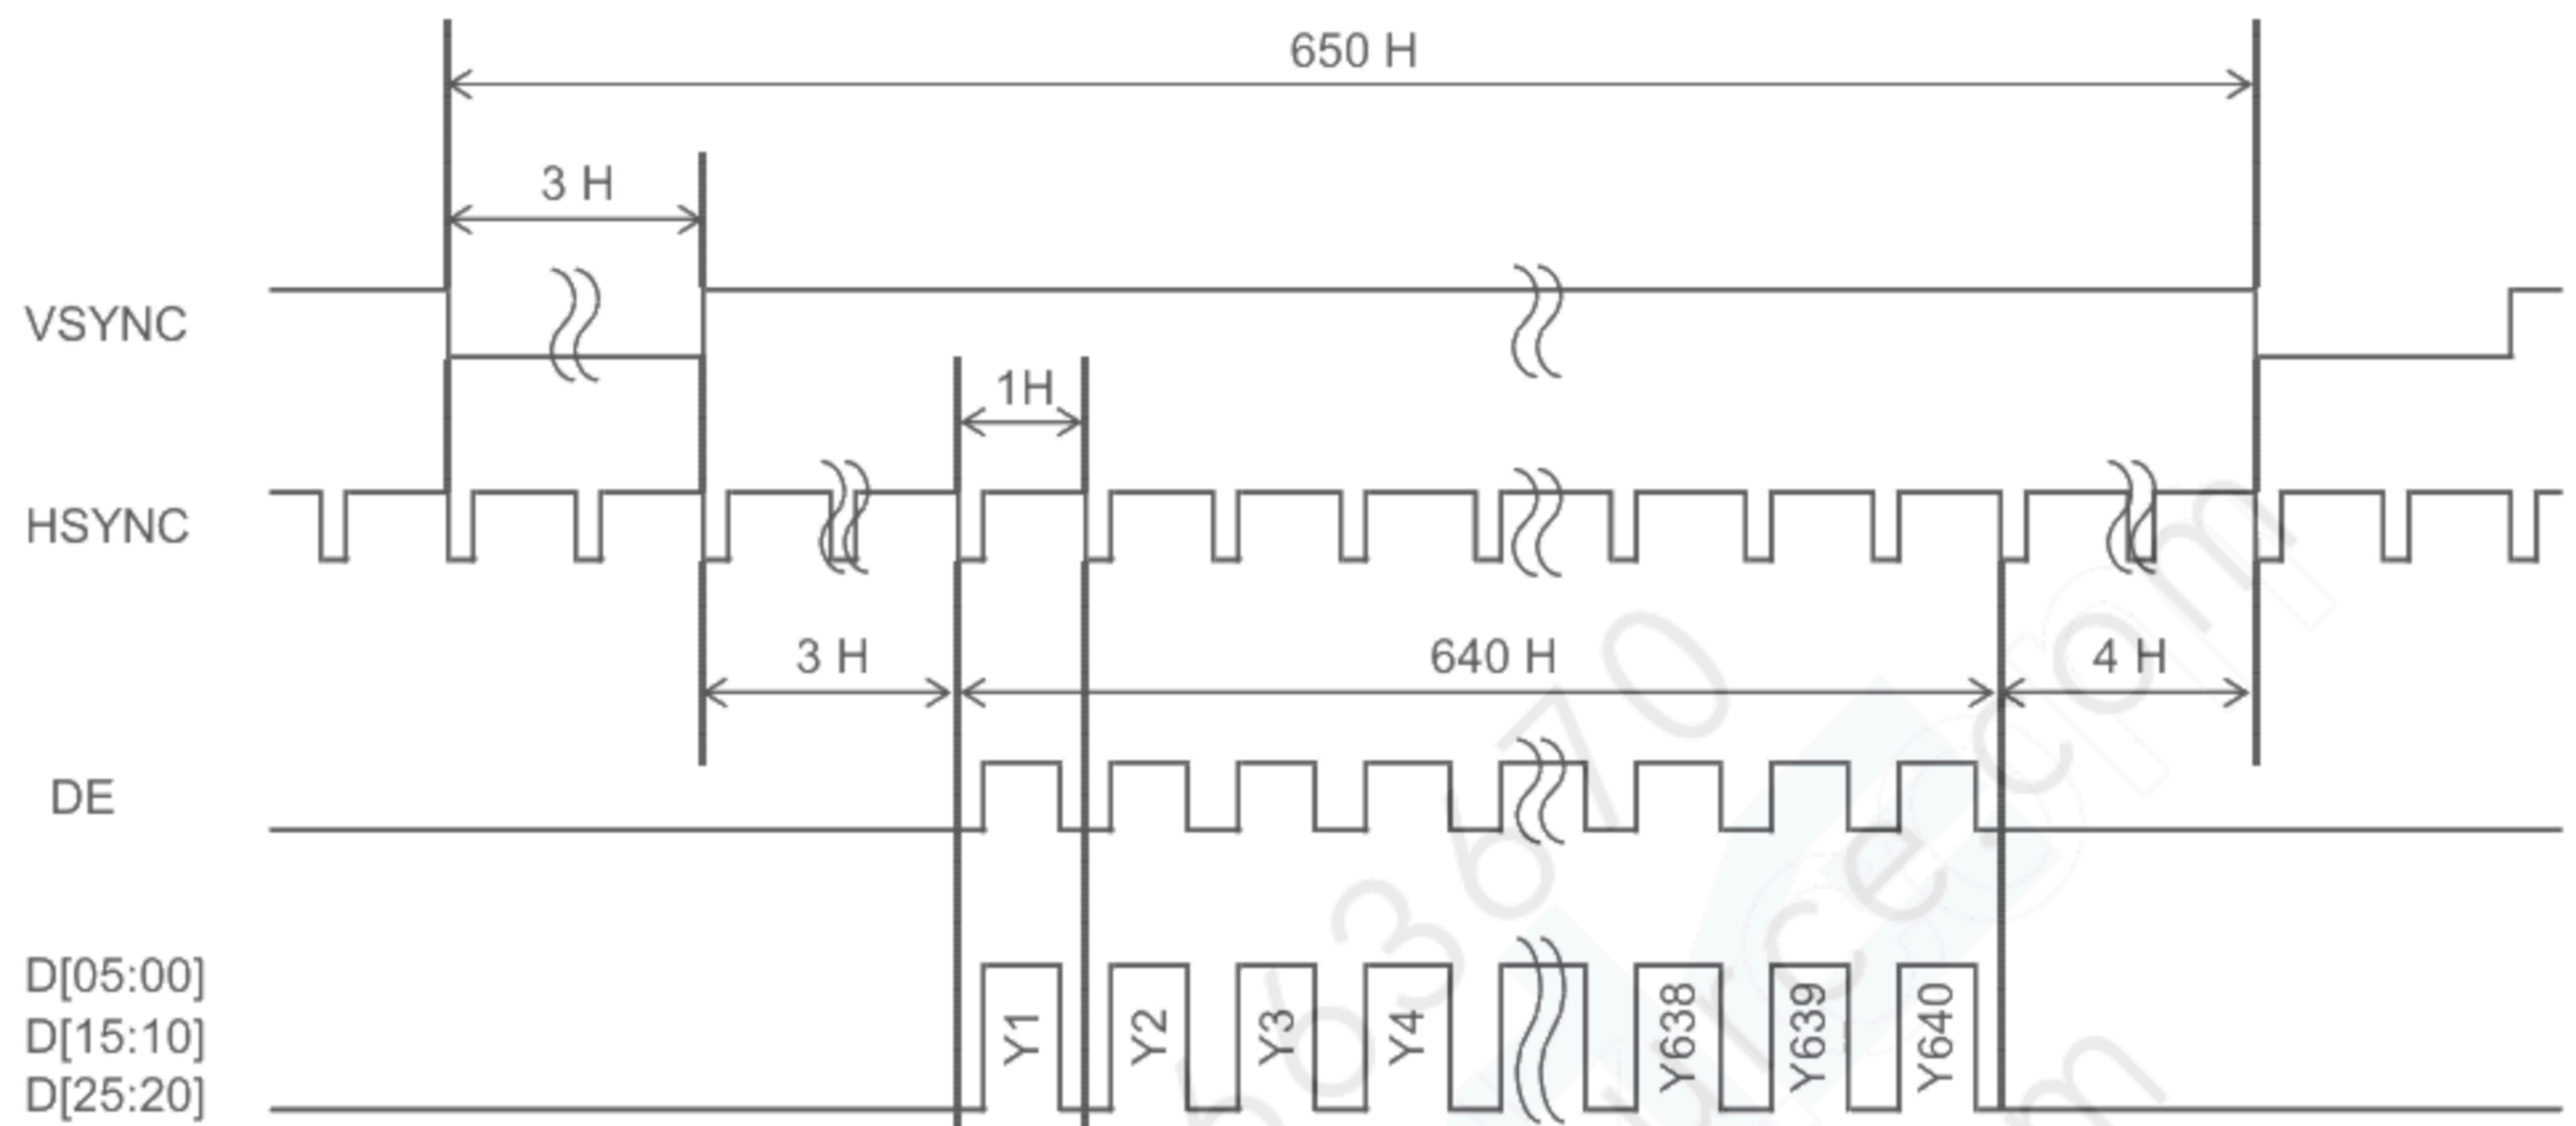 650 H
3 H
VSYNC
1H
HSYNC
3 H
640 H
4 H
DE
D[05:00]
D[15:10]
D[25:20]
Y1
Y2
Y3
Y4
Y638
Y639
Y640